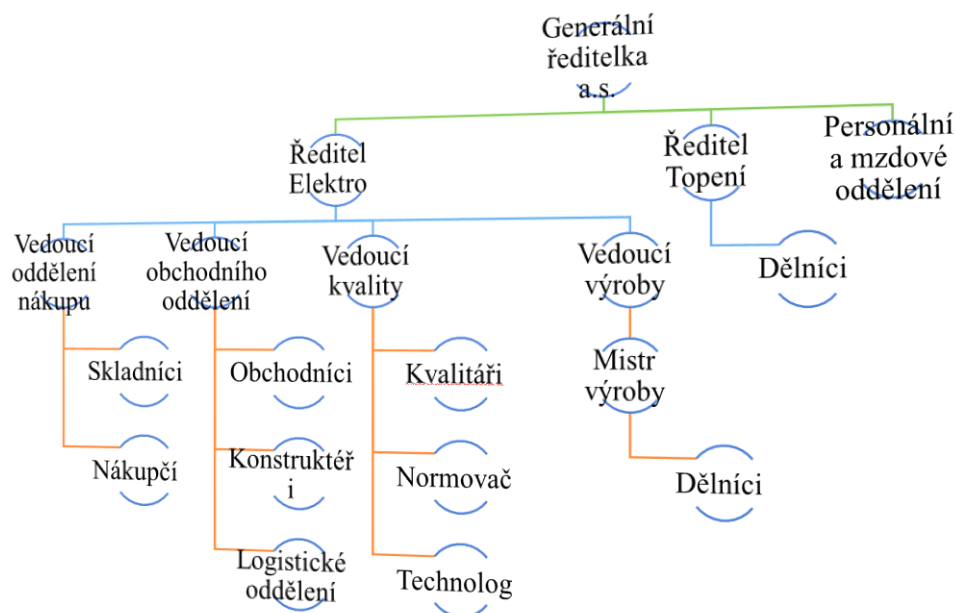 Generální
ředitelka
a.s.
Ředitel
Elektro
Ředitel
Topení
Personální
a mzdové
oddělení
Vedoucí
oddělení
nákupu
Vedoucí
obchodního
oddělení
Vedoucí
kvality
Vedoucí
výroby
Dělníci
Skladníci
Obchodníci
Kvalitáři
Mistr
výroby
Nákupčí
Konstruktéř
i
Normovač
Dělníci
Logistické
oddělení
Technolog